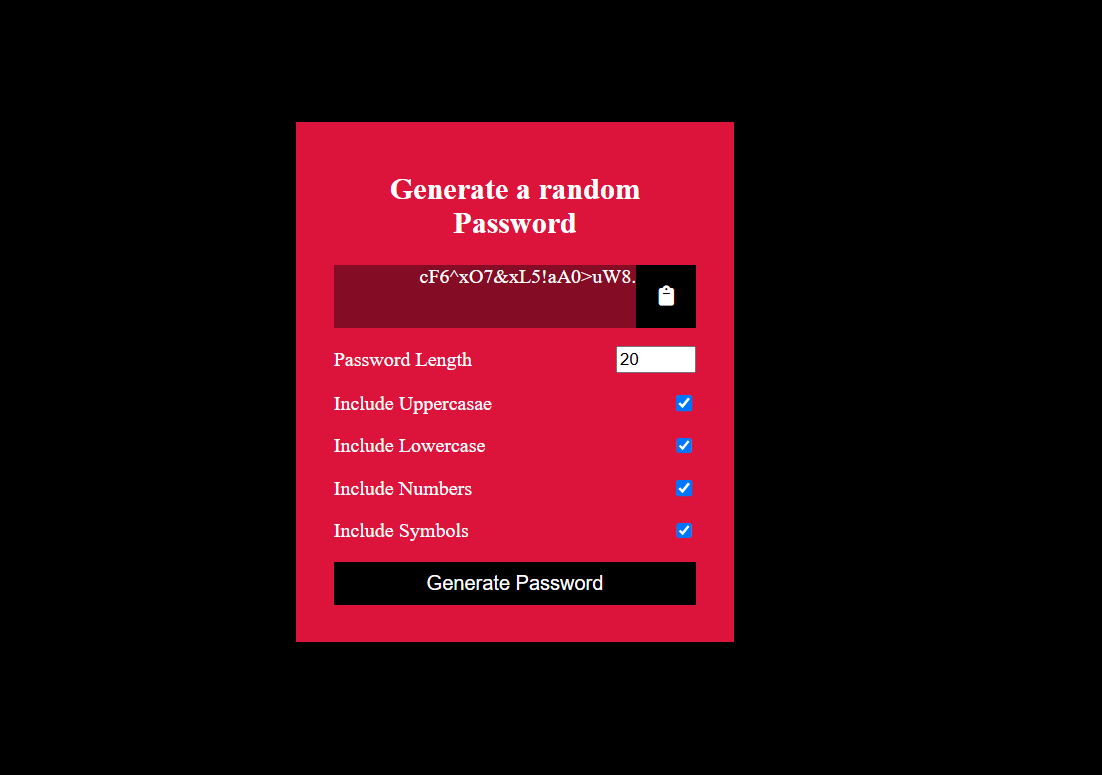 Generate a random
Password
cF6^xO7&xL5!aA0>uW8.
Password Length
20
Include Uppercasae
Include Lowercase
Include Numbers
Include Symbols
Generate Password